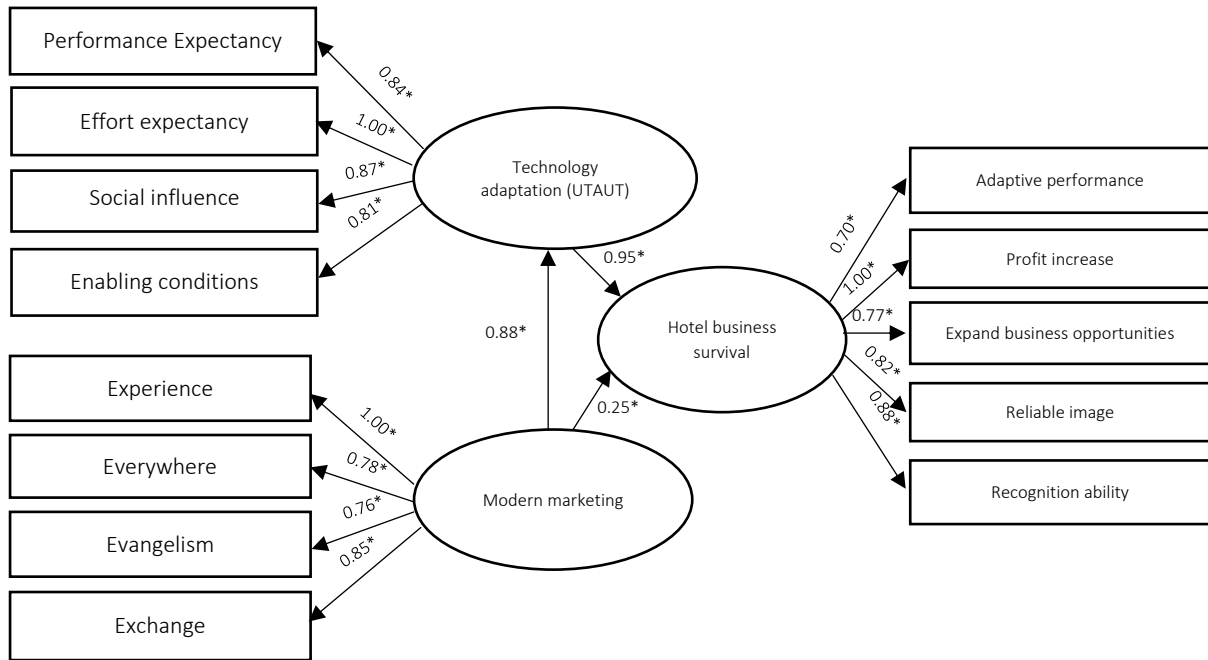 Performance Expectancy
0.84*
Effort expectancy
1.00*
0.87*
Social influence
0.81*
Enabling conditions
Technology
adaptation (UTAUT)
0.95*
0.88*
Hotel business
survival
0.25*
Experience
1.00*
Everywhere
0.78*
Evangelism
0.76*
0.85*
Exchange
Modern marketing
0.70*
Adaptive performance
1.00*
Profit increase
0.77*
Expand business opportunities
0.82*
Reliable image
0.88*
Recognition ability